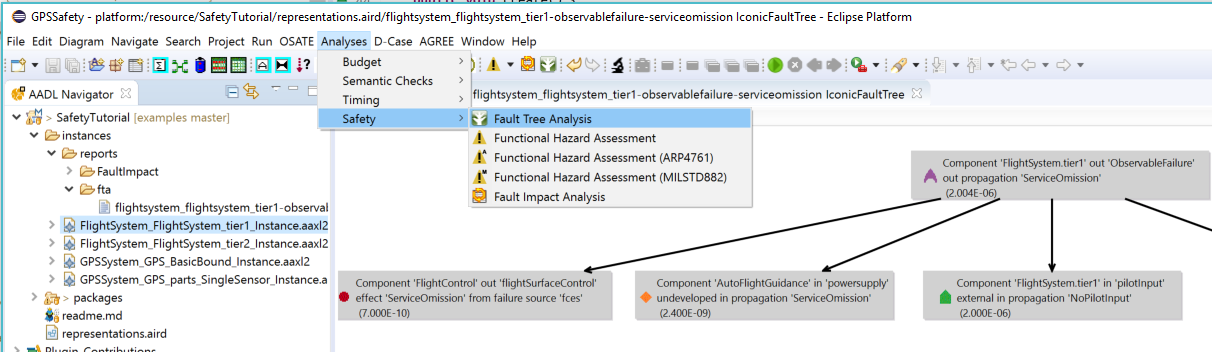 GPSSafety - platform:/resource/SafetyTutorial/representations.aird/flightsystem_flightsystem_tier1-observablefailure-serviceomission IconicFaultTree - Eclipse Platform
File Edit Diagram Navigate Search Project Run OSATE Analyses D-Case AGREE Window Help
Budget
Semantic Checks
Timing
Safety
Fault Tree Analysis
Functional Hazard Assessment
Functional Hazard Assessment (ARP4761)
Functional Hazard Assessment (MILSTD882)
Fault Impact Analysis
AADL Navigator
flightsystem_flightsystem_tier1-observablefailure-serviceomission IconicFaultTree
> SafetyTutorial [examples master]
instances
reports
FaultImpact
fta
flightsystem_flightsystem_tier1-observal
FlightSystem_FlightSystem_tier1_Instance.aaxl2
FlightSystem_FlightSystem_tier2_Instance.aaxl2
GPSSystem_GPS_BasicBound_Instance.aaxl2
GPSSystem_GPS_parts_SingleSensor_Instance.a
> packages
readme.md
representations.aird
Plugin_Contributions
Component 'FlightSystem.tier1' out 'ObservableFailure'
out propagation 'ServiceOmission'
(2.004E-06)
Component 'FlightControl' out 'flightSurfaceControl'
effect 'ServiceOmission' from failure source 'fces'
(7.000E-10)
Component 'AutoFlightGuidance' in 'powersupply'
undeveloped in propagation 'ServiceOmission'
(2.400E-09)
Component 'FlightSystem.tier1' in 'pilotInput'
external in propagation 'NoPilotInput'
(2.000E-06)